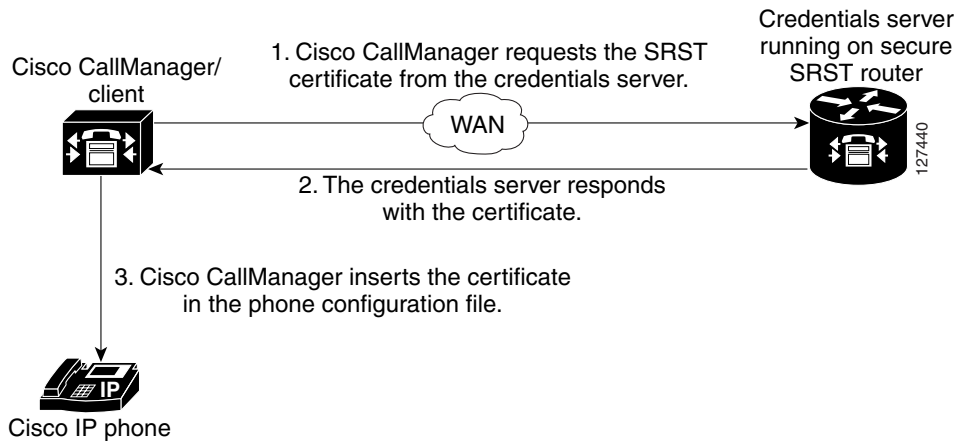 Credentials server
running on secure
SRST router
Cisco CallManager/
client
1. Cisco CallManager requests the SRST
certificate from the credentials server.
WAN
127440
2. The credentials server responds
with the certificate.
3. Cisco CallManager inserts the certificate
in the phone configuration file.
IP
Cisco IP phone